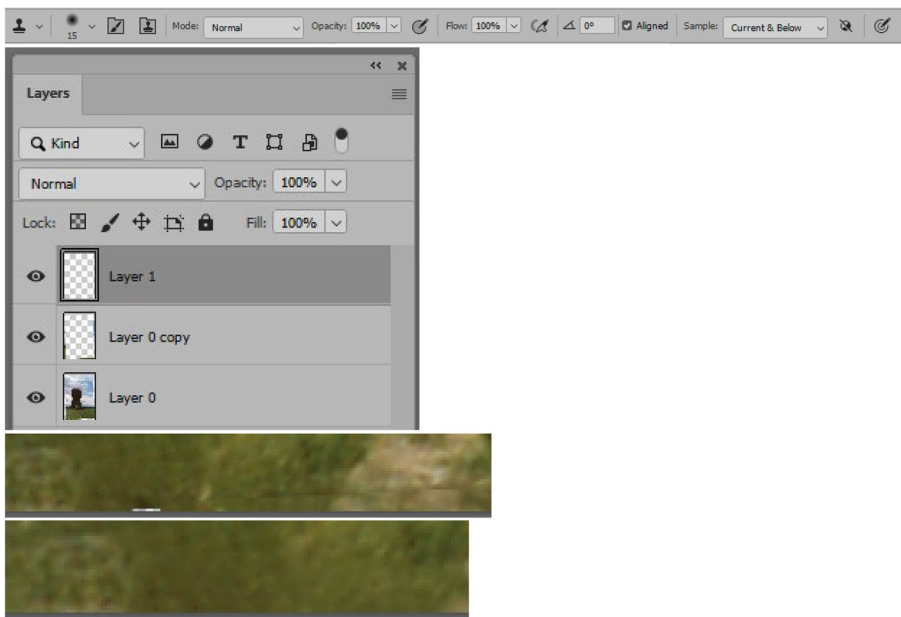 15 Mode: Normal Opacity: 100% Flow: 100% 0° Aligned Sample: Current & Below
Layers
Kind
Normal Opacity: 100%
Lock: Fill: 100%
Layer 1
Layer 0 copy
Layer 0